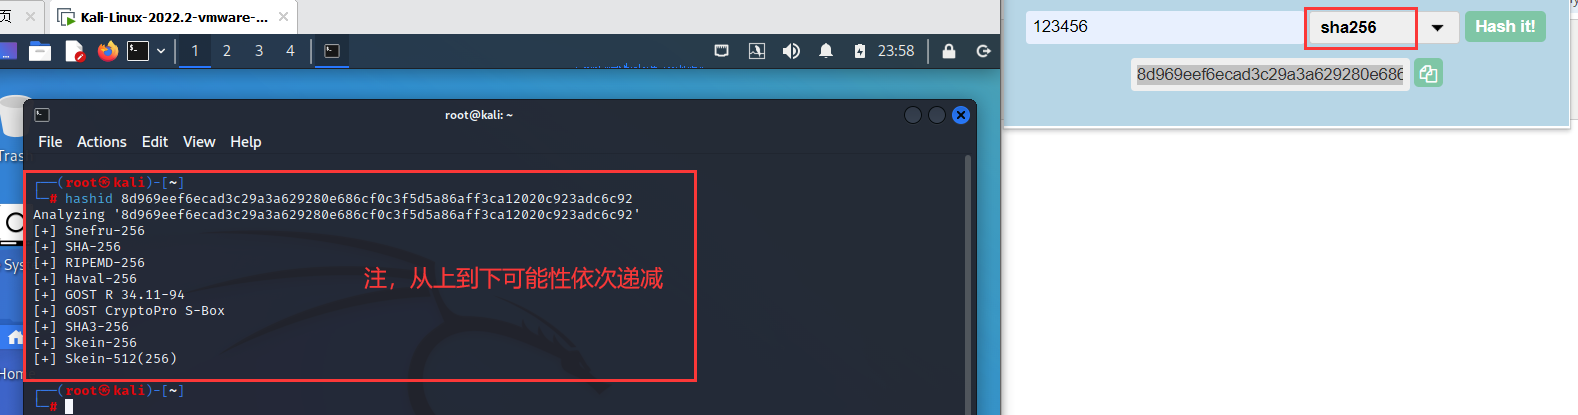 页
Kali-Linux-2022.2-vmware-...
1 2 3 4
23:58
root@kali: ~
File Actions Edit View Help
Tras
Sys
Hom
┌──(root㉿kali)-[~]
└─# hashid 8d969eef6ecad3c29a3a629280e686cf0c3f5d5a86aff3ca12020c923adc6c92
Analyzing '8d969eef6ecad3c29a3a629280e686cf0c3f5d5a86aff3ca12020c923adc6c92'
[+] Snefru-256
[+] SHA-256
[+] RIPEMD-256
[+] Haval-256
[+] GOST R 34.11-94
[+] GOST CryptoPro S-Box
[+] SHA3-256
[+] Skein-256
[+] Skein-512(256)
注，从上到下可能性依次递减
┌──(root㉿kali)-[~]
└─#
123456
sha256
Hash it!
8d969eef6ecad3c29a3a629280e686